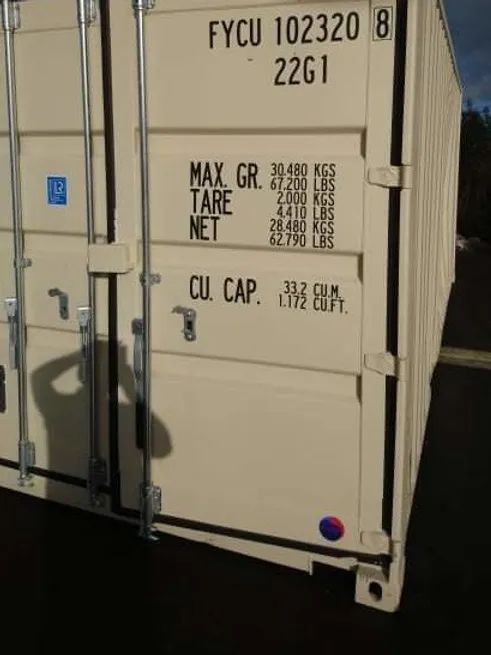 FYCU 102320 8
22G1
MAX. GR. 30.480 KGS
67.200 LBS
TARE 2.000 KGS
4.410 LBS
NET 28.480 KGS
62.790 LBS
CU. CAP. 33.2 CU.M.
1.172 CU.FT.
LR